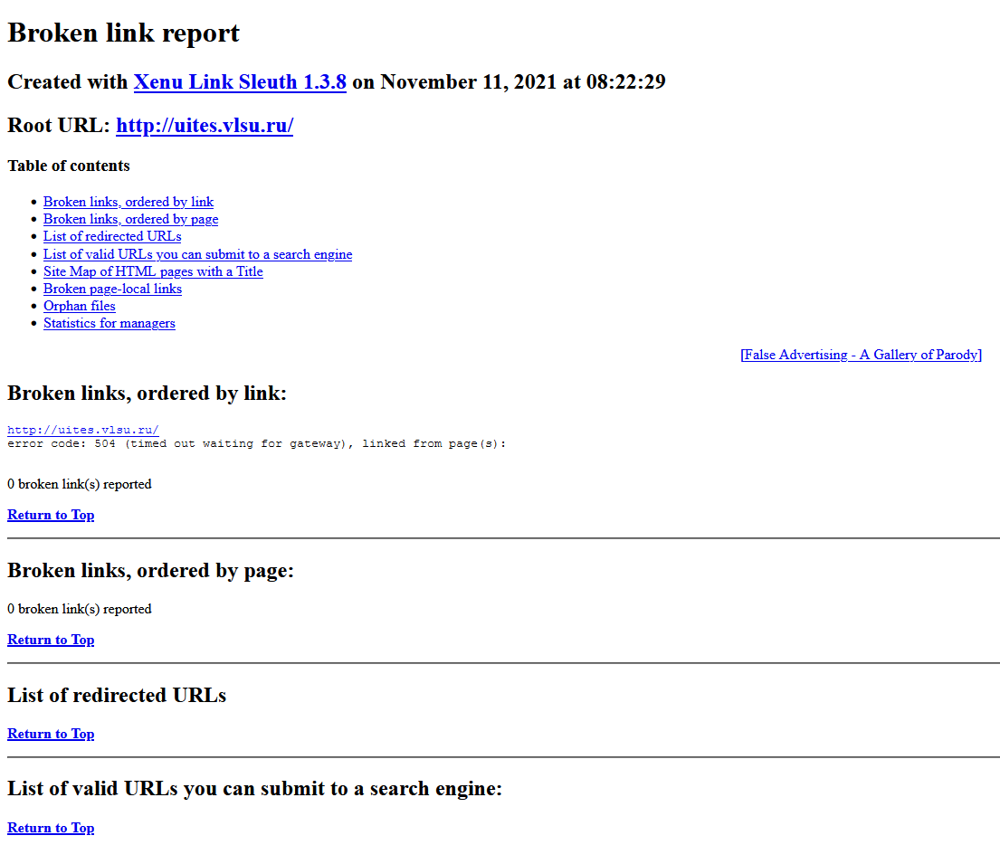 Broken link report
Created with Xenu Link Sleuth 1.3.8 on November 11, 2021 at 08:22:29
Root URL: http://uites.vlsu.ru/
Table of contents
• Broken links, ordered by link
• Broken links, ordered by page
• List of redirected URLs
• List of valid URLs you can submit to a search engine
• Site Map of HTML pages with a Title
• Broken page-local links
• Orphan files
• Statistics for managers
[False Advertising - A Gallery of Parody]
Broken links, ordered by link:
http://uites.vlsu.ru/
error code: 504 (timed out waiting for gateway), linked from page(s):
0 broken link(s) reported
Return to Top
Broken links, ordered by page:
0 broken link(s) reported
Return to Top
List of redirected URLs
Return to Top
List of valid URLs you can submit to a search engine:
Return to Top